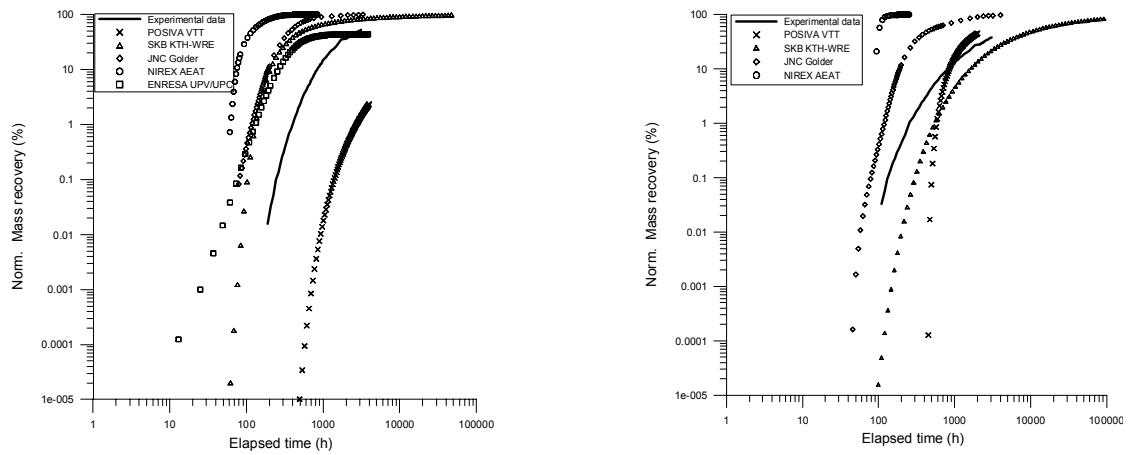 Norm. Mass recovery (%)
100
10
1
0.1
0.01
0.001
0.0001
1e-005
Experimental data
POSIVA VTT
SKB KTH-WRE
JNC Golder
NIREX AEAT
ENRESA UPV/UPC
1 10 100 1000 10000 100000
Elapsed time (h)
Norm. Mass recovery (%)
100
10
1
0.1
0.01
0.001
0.0001
1e-005
Experimental data
POSIVA VTT
SKB KTH-WRE
JNC Golder
NIREX AEAT
1 10 100 1000 10000 100000
Elapsed time (h)